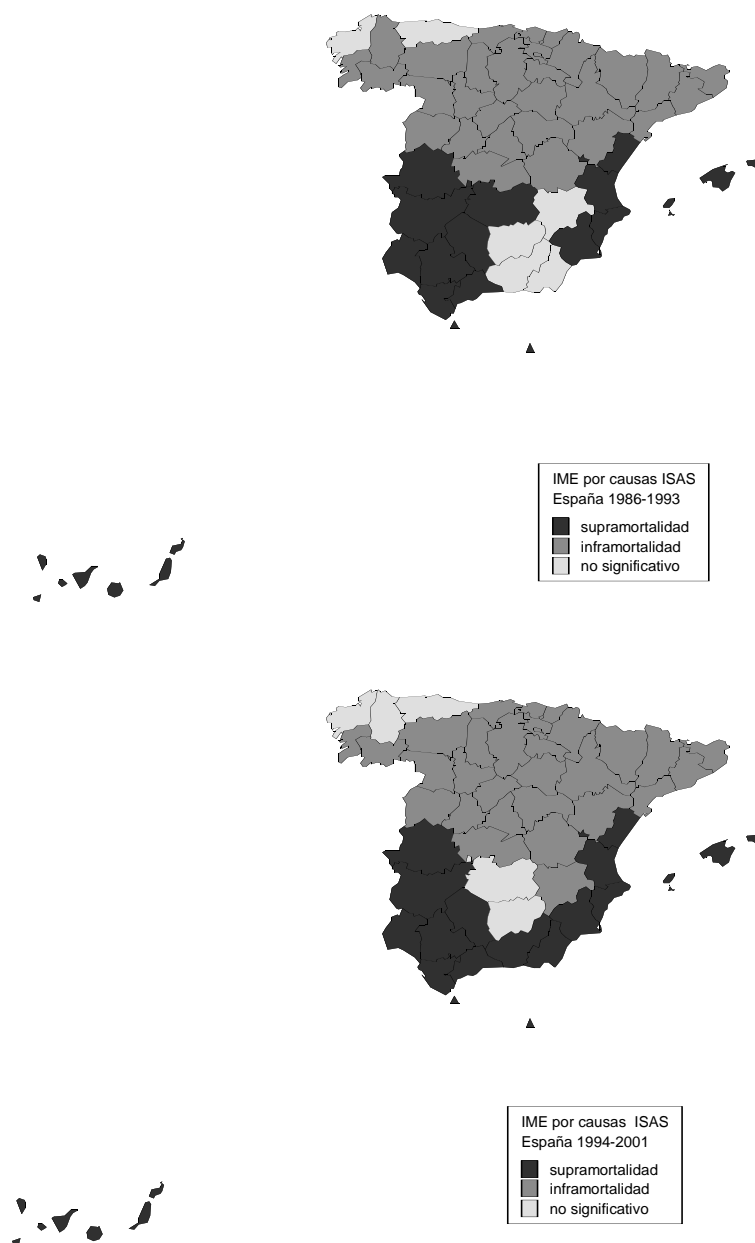 IME por causas ISAS
España 1986-1993
supramortalidad
inframortalidad
no significativo
IME por causas ISAS
España 1994-2001
supramortalidad
inframortalidad
no significativo